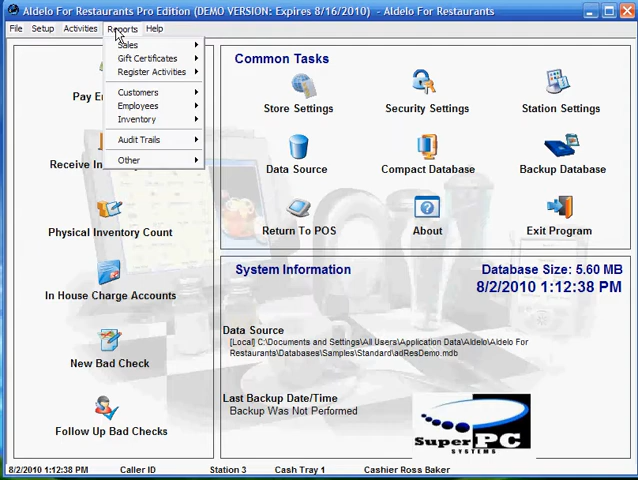 Aldelo For Restaurants Pro Edition (DEMO VERSION: Expires 8/16/2010) - Aldelo For Restaurants
File Setup Activities Reports Help
Sales
Gift Certificates
Register Activities
Customers
Employees
Inventory
Audit Trails
Other
Physical Inventory Count
In House Charge Accounts
New Bad Check
Follow Up Bad Checks
Common Tasks
Store Settings Security Settings Station Settings
Data Source Compact Database Backup Database
Return To POS About Exit Program
System Information Database Size: 5.60 MB
8/2/2010 1:12:38 PM
Data Source
[Local] C:\Documents and Settings\All Users\Application Data\Aldelo\Aldelo For
Restaurants\Databases\Samples\Standard\adResDemo.mdb
Last Backup Date/Time
Backup Was Not Performed
Super PC
SYSTEMS
8/2/2010 1:12:38 PM Caller ID Station 3 Cash Tray 1 Cashier Ross Baker